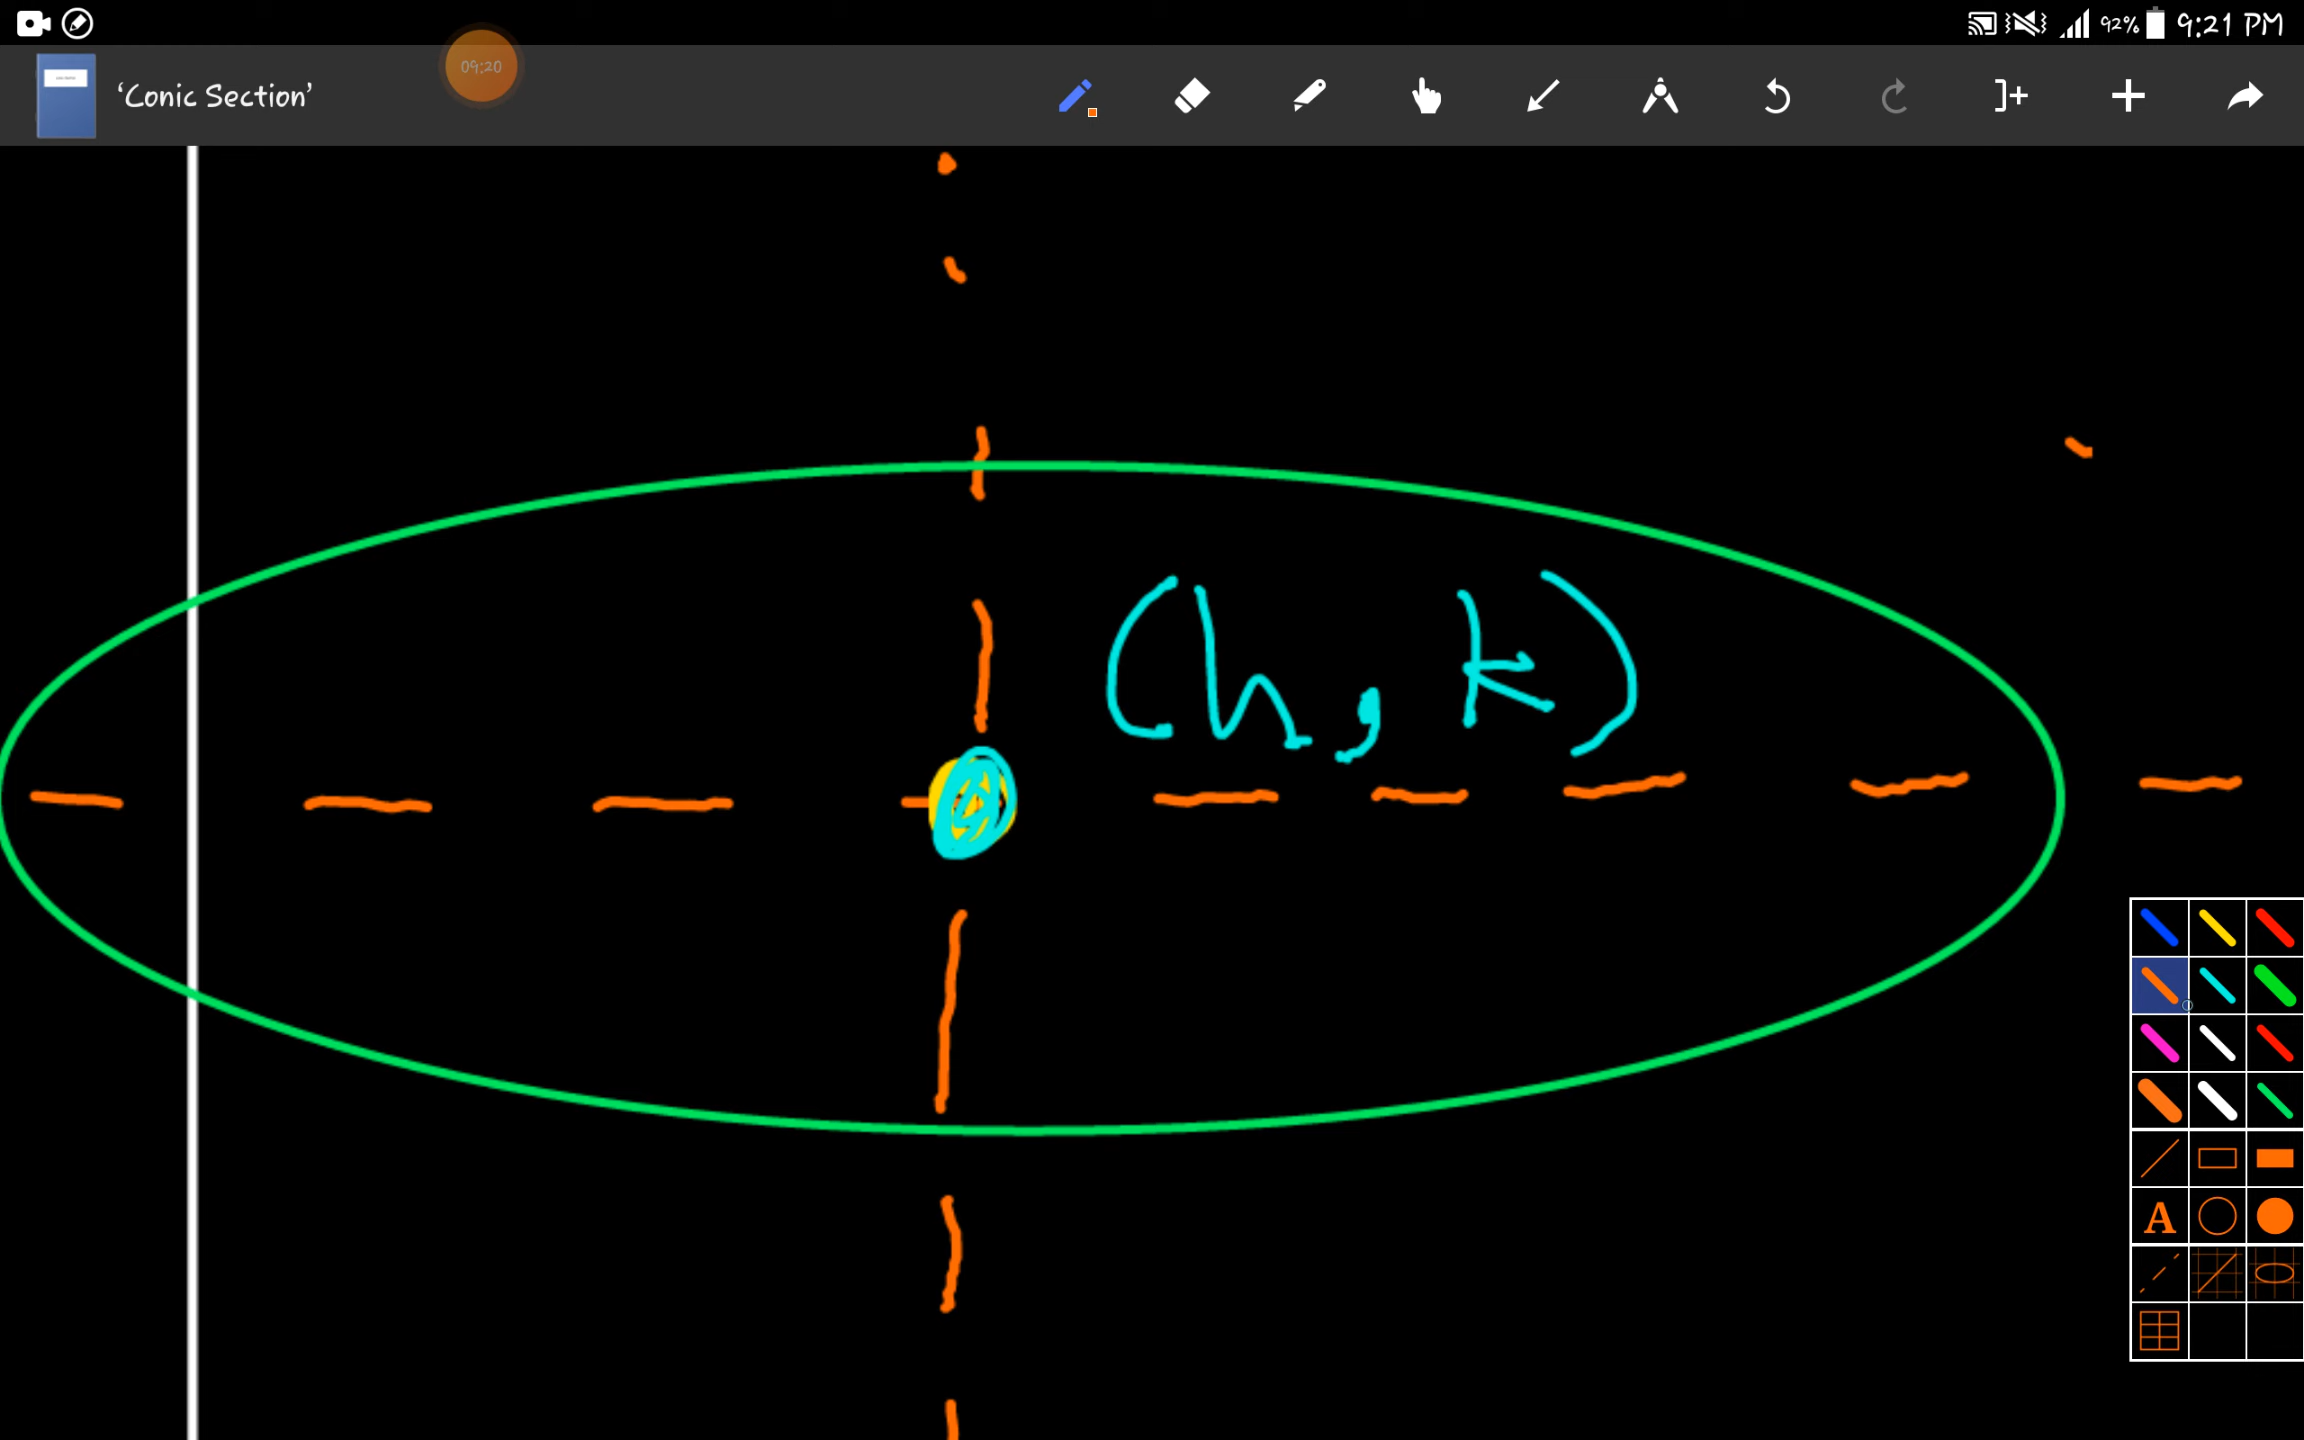 92% 9:21 PM
09:20
‘Conic Section’
]+
(h, k)
A